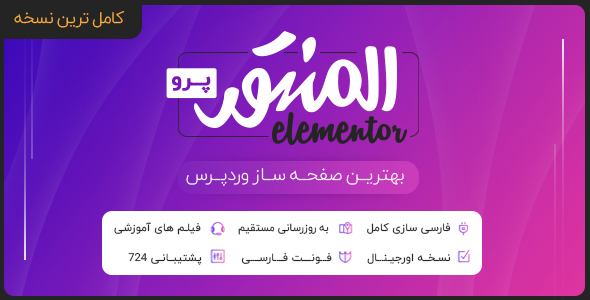 کامل ترین نسخه
المنتور
پرو
elementor
بهترین صفحه ساز وردپرس
فارسی سازی کامل
به روزرسانی مستقیم
فیلم های آموزشی
نسخه اورجینال
فونت فارسی
پشتیبانی 724